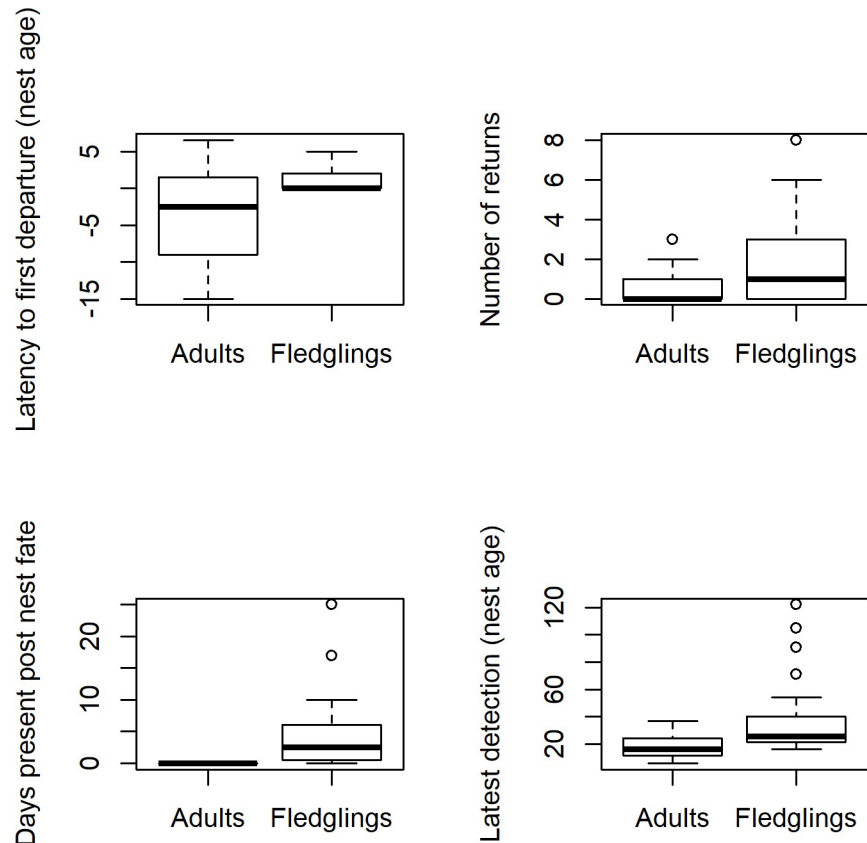 Latency to first departure (nest age)
5
-5
-15
Adults Fledglings
Number of returns
8
6
4
2
0
Adults Fledglings
Days present post nest fate
20
10
0
Adults Fledglings
Latest detection (nest age)
120
60
20
Adults Fledglings